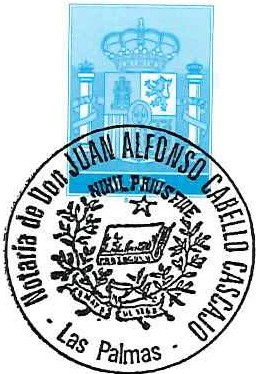 Notaría de Don JUAN ALFONSO CABELLO CASCAJO
NIHIL PRIUS FIDE
- Las Palmas -